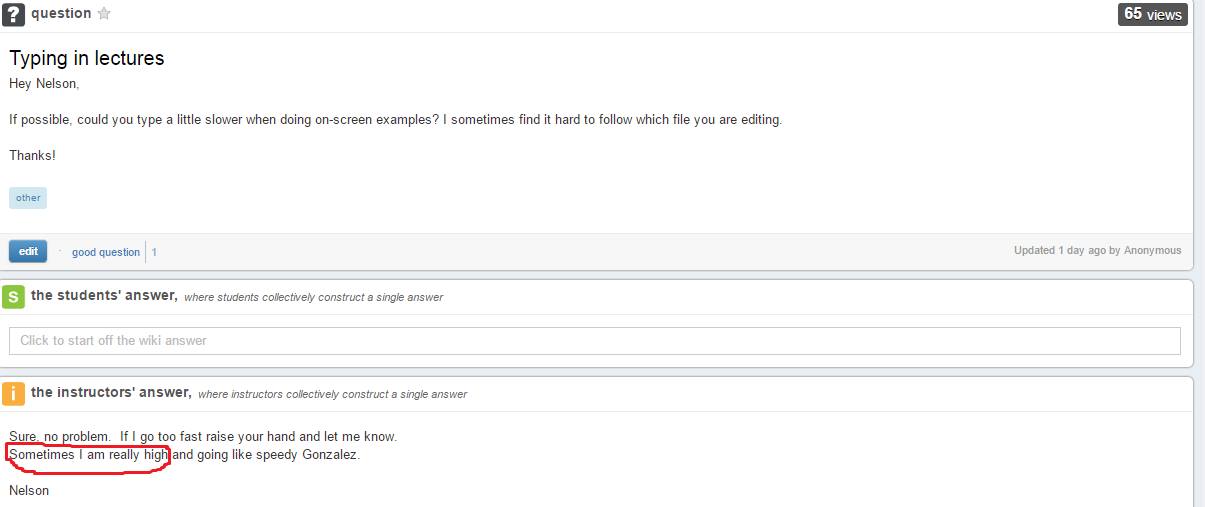 ? question
65 views
Typing in lectures
Hey Nelson,
If possible, could you type a little slower when doing on-screen examples? I sometimes find it hard to follow which file you are editing.
Thanks!
other
edit · good question 1
Updated 1 day ago by Anonymous
S the students' answer, where students collectively construct a single answer
Click to start off the wiki answer
i the instructors' answer, where instructors collectively construct a single answer
Sure, no problem. If I go too fast raise your hand and let me know.
Sometimes I am really high and going like speedy Gonzalez.
Nelson